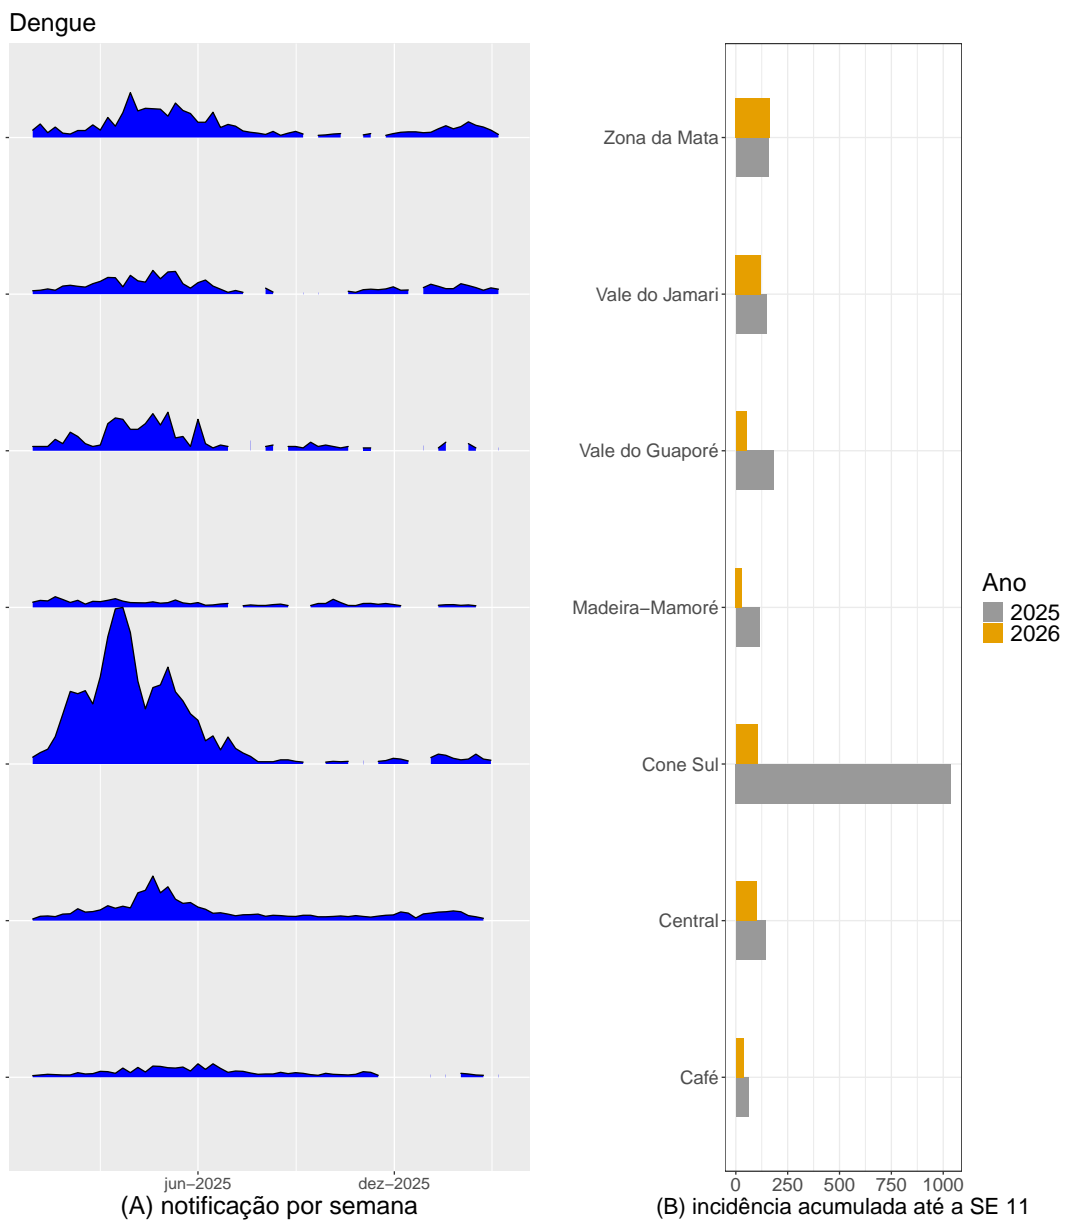 Dengue
Zona da Mata
Vale do Jamari
Vale do Guaporé
Madeira−Mamoré
Cone Sul
Central
Café
jun−2025
dez−2025
(A) notificação por semana
0
250
500
750
1000
(B) incidência acumulada até a SE 11
Ano
2025
2026